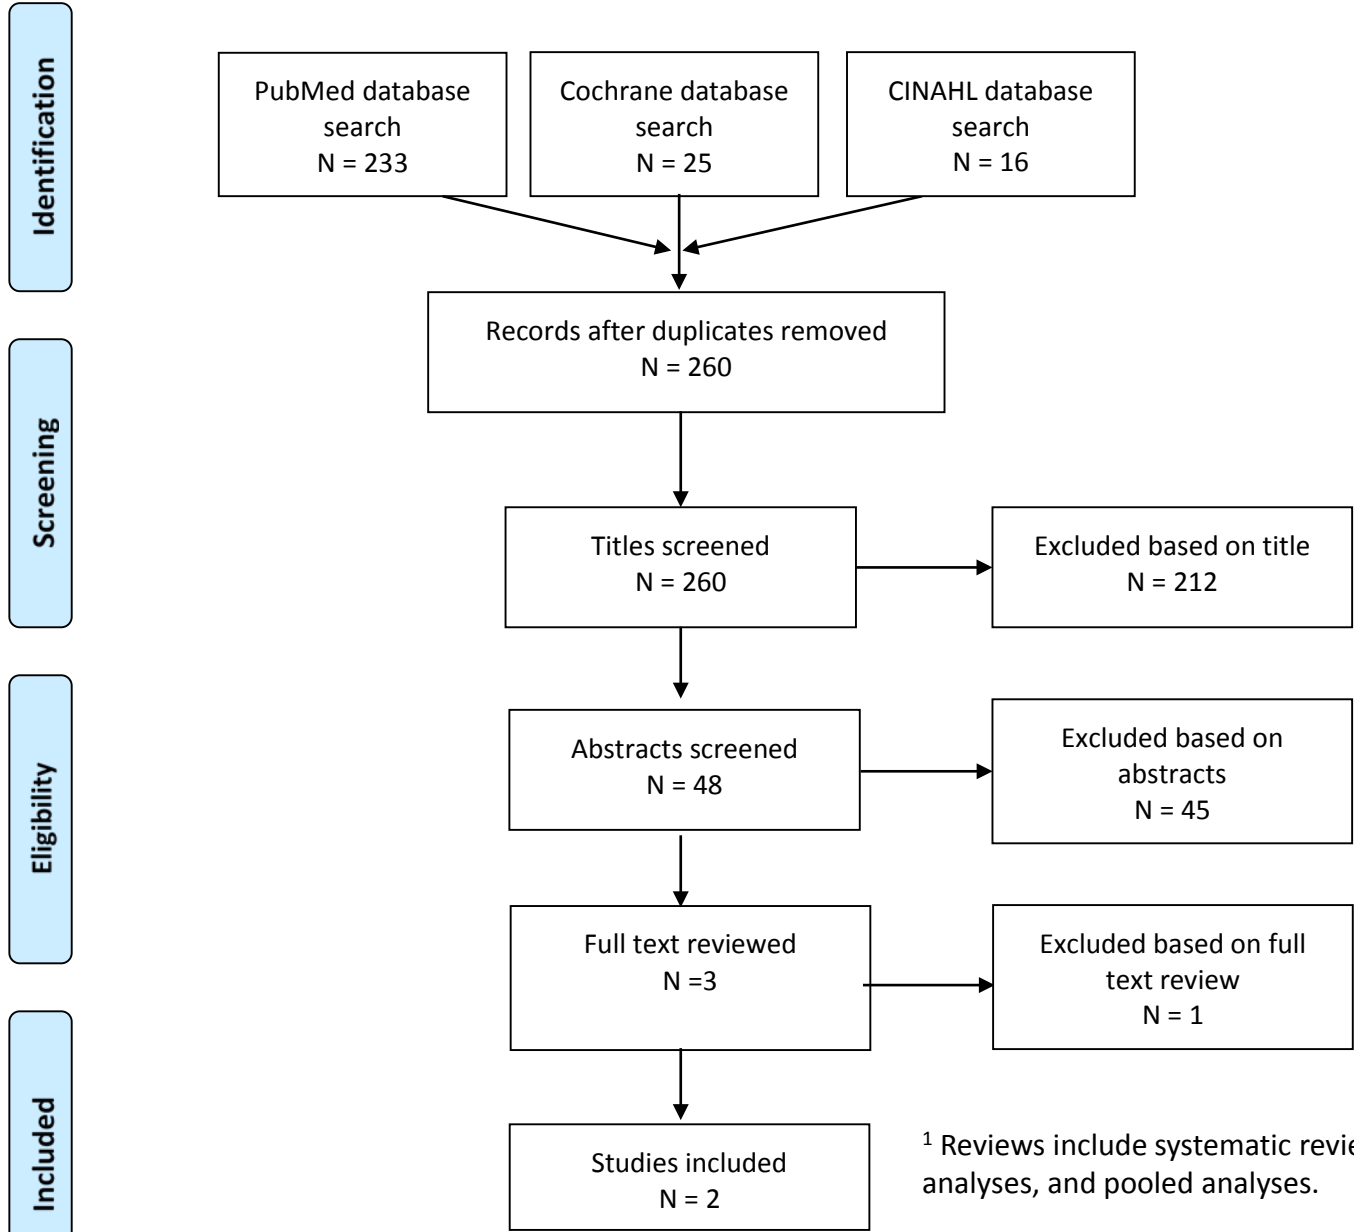 Identification
PubMed database
search
N = 233
Cochrane database
search
N = 25
CINAHL database
search
N = 16
Records after duplicates removed
N = 260
Screening
Titles screened
N = 260
Excluded based on title
N = 212
Eligibility
Abstracts screened
N = 48
Excluded based on
abstracts
N = 45
Full text reviewed
N =3
Excluded based on full
text review
N = 1
Included
Studies included
N = 2
1 Reviews include systematic
analyses, and pooled analyses.